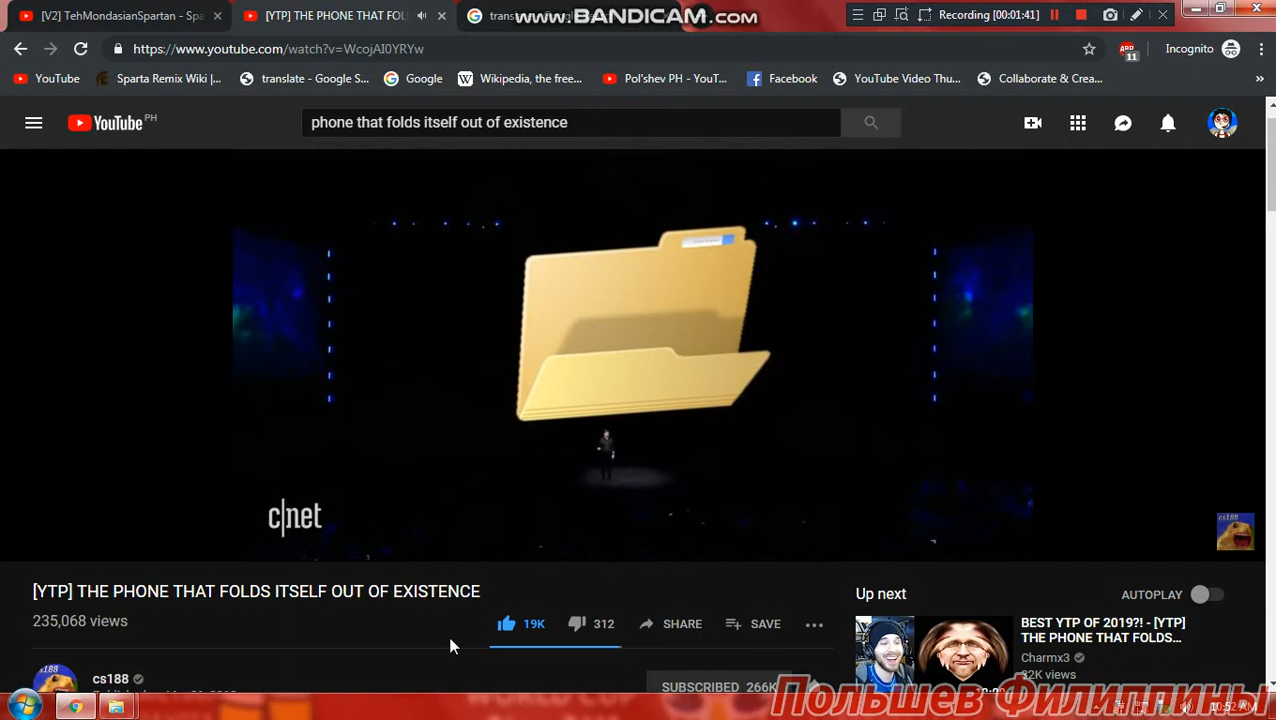 [V2] TehMondasianSpartan - Spa
[YTP] THE PHONE THAT FOL
www.BANDICAM.com
Recording [00:01:41]
https://www.youtube.com/watch?v=WcojAI0YRYw
11
Incognito
YouTube
Sparta Remix Wiki |...
translate - Google S...
Google
Wikipedia, the free...
Pol'shev PH - YouT...
Facebook
YouTube Video Thu...
Collaborate & Crea...
»
YouTube PH
phone that folds itself out of existence
c|net
cs188
[YTP] THE PHONE THAT FOLDS ITSELF OUT OF EXISTENCE
235,068 views
19K
312
SHARE
SAVE
Up next
AUTOPLAY
BEST YTP OF 2019?! - [YTP]
THE PHONE THAT FOLDS...
Charmx3
32K views
cs188
SUBSCRIBED 266K
Польшев Филиппины
10:52 AM